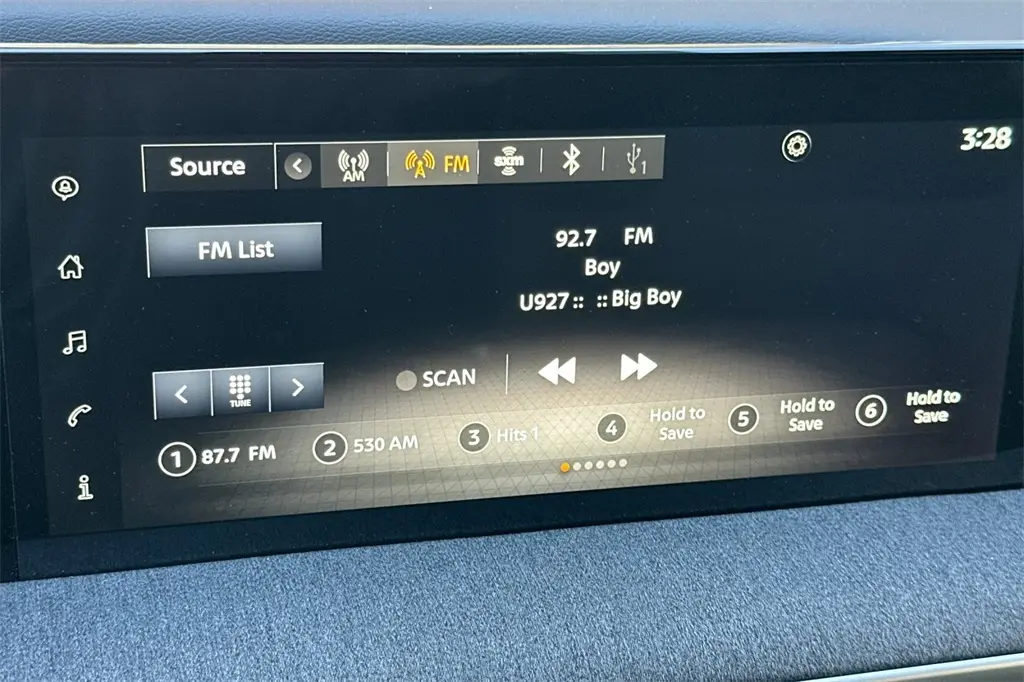 3:28
Source
AM
FM
sxm
1
FM List
92.7 FM
Boy
U927 :: :: Big Boy
TUNE
SCAN
1 87.7 FM
2 530 AM
3 Hits 1
4 Hold to
Save
5 Hold to
Save
6 Hold to
Save